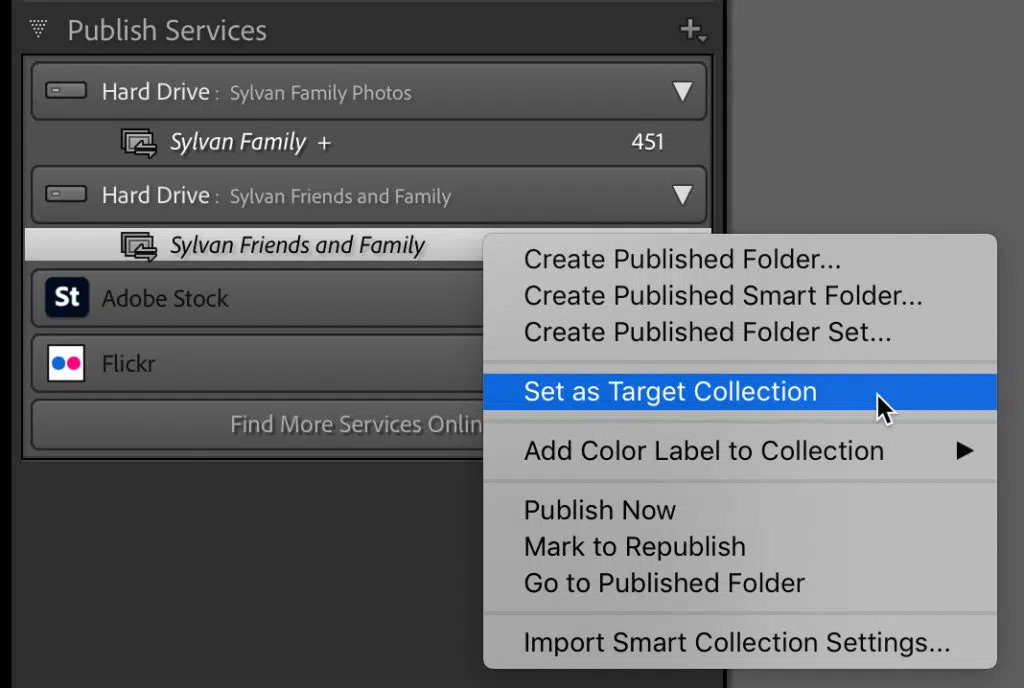 Publish Services
Hard Drive : Sylvan Family Photos
Sylvan Family + 451
Hard Drive : Sylvan Friends and Family
Sylvan Friends and Family
St Adobe Stock
Flickr
Find More Services Onlin
Create Published Folder...
Create Published Smart Folder...
Create Published Folder Set...
Set as Target Collection
Add Color Label to Collection
Publish Now
Mark to Republish
Go to Published Folder
Import Smart Collection Settings...